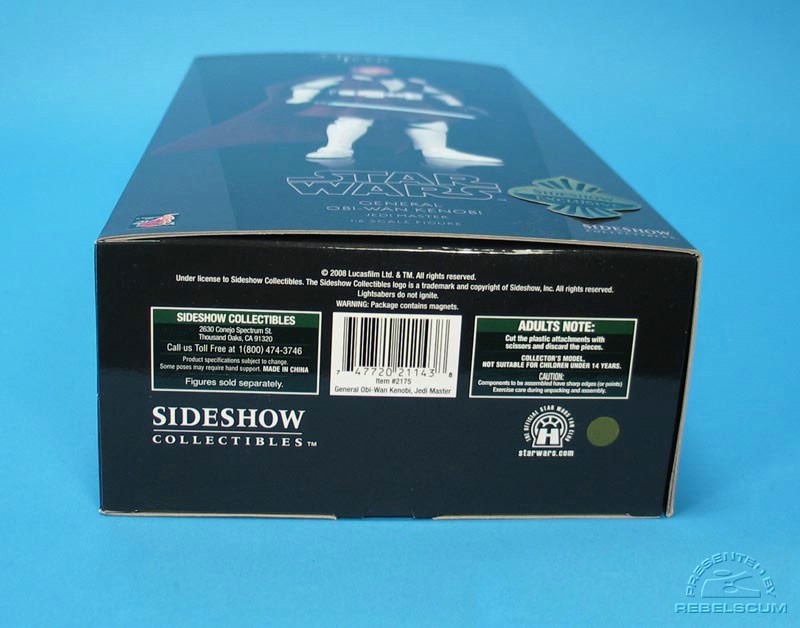 STAR
WARS
GENERAL
OBI-WAN KENOBI
JEDI MASTER
1:6 SCALE FIGURE
SIDESHOW
© 2008 Lucasfilm Ltd. & TM. All rights reserved.
Under license to Sideshow Collectibles. The Sideshow Collectibles logo is a trademark and copyright of Sideshow, Inc. All rights reserved.
Lightsabers do not ignite.
WARNING: Package contains magnets.
SIDESHOW COLLECTIBLES
2630 Conejo Spectrum St.
Thousand Oaks, CA 91320
Call us Toll Free at 1(800) 474-3746
Product specifications subject to change.
Some poses may require hand support. MADE IN CHINA
Figures sold separately.
7 47720 21143 8
Item #2175
General Obi-Wan Kenobi, Jedi Master
ADULTS NOTE:
Cut the plastic attachments with
scissors and discard the pieces.
COLLECTOR'S MODEL.
NOT SUITABLE FOR CHILDREN UNDER 14 YEARS.
CAUTION:
Components to be assembled have sharp edges (or points)
Exercise care during unpacking and assembly.
SIDESHOW
COLLECTIBLES™
THE OFFICIAL STAR WARS FAN CLUB
starwars.com
PRESENTED BY
REBELSCUM